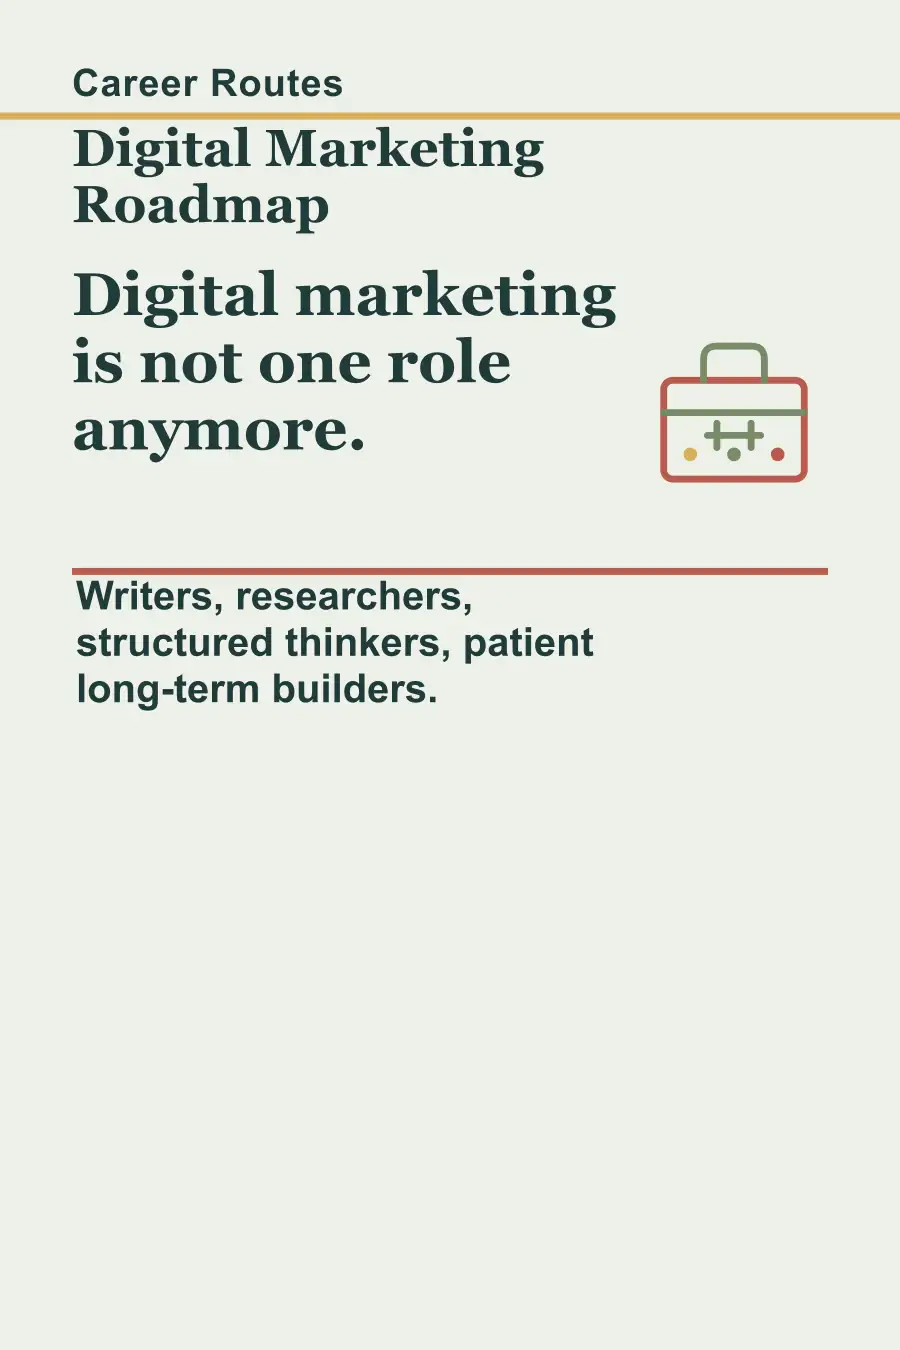 Career Routes
Digital Marketing
Roadmap
Digital marketing
is not one role
anymore.
Writers, researchers,
structured thinkers, patient
long-term builders.